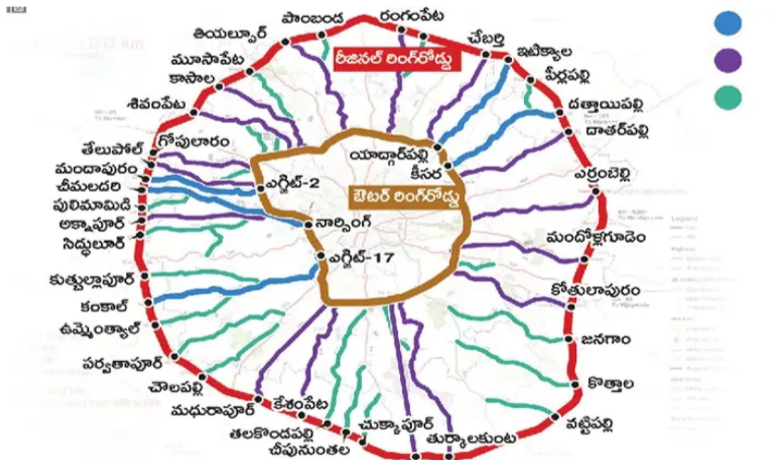 పాంబండ
రంగంపేట
తియల్పూర్
చేబర్తి
ఇటిక్యాల
మూసాపేట
రీజినల్ రింగ్‌రోడ్డు
కాసాల
పీర్లపల్లి
శివంపేట
దత్తాయిపల్లి
దాతర్‌పల్లి
గోపులారం
తేలుపోల్
యాద్గార్‌పల్లి
మందాపురం
కీసర
ఎర్రంబెల్లి
చీమలదరి
ఎగ్జిట్-2
ఔటర్ రింగ్‌రోడ్డు
పులిమామిడి
అక్నాపూర్
నార్సింగ్
సిద్ధులూర్
మందోళ్లగూడెం
ఎగ్జిట్-17
కుత్బుల్లాపూర్
కోతులాపురం
కంకాల్
ఉమ్మెంత్యాల్
జనగాం
పర్వతాపూర్
చౌలపల్లి
కొత్తాల
మధురాపూర్
కేశంపేట
చుక్కాపూర్
వట్టిపల్లి
తలకొండపల్లి
తుర్కాలకుంట
చీపునుంతల